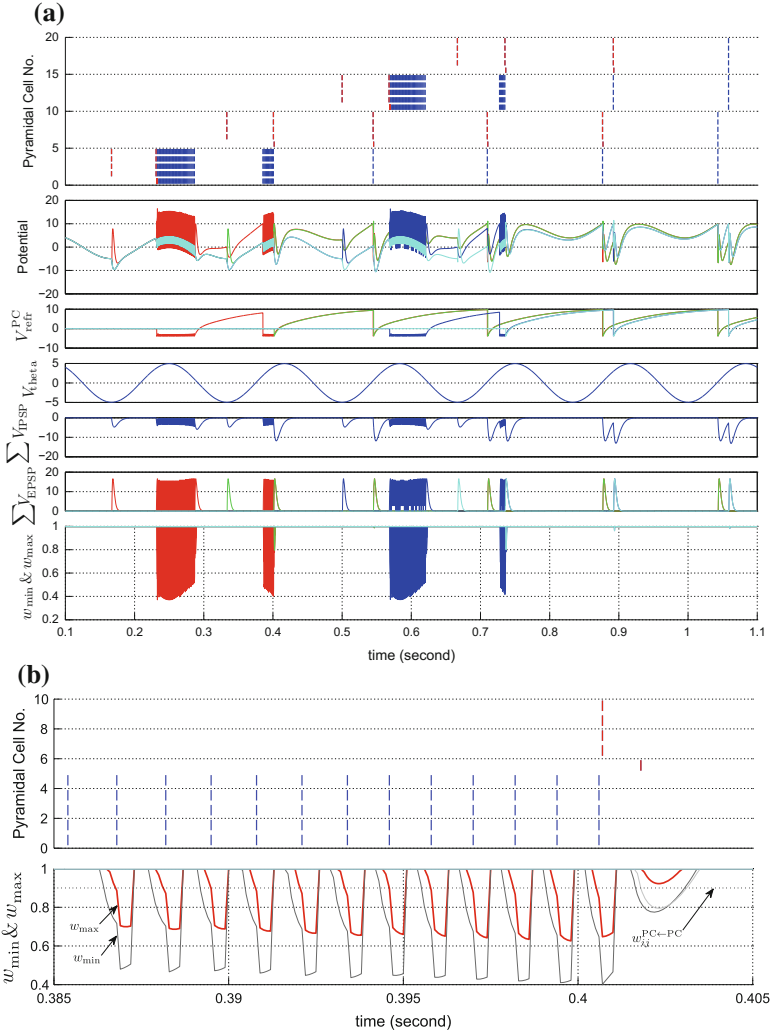 (a)
Pyramidal Cell No.
20
15
10
5
0
Potential
20
10
0
−10
−20
V_refr^PC
10
0
−10
V_theta
5
0
−5
∑ V_IPSP
0
−10
−20
∑ V_EPSP
20
10
0
w_min & w_max
1
0.8
0.6
0.4
0.2
0.1 0.2 0.3 0.4 0.5 0.6 0.7 0.8 0.9 1 1.1
time (second)
(b)
Pyramidal Cell No.
10
8
6
4
2
0
w_min & w_max
1
0.8
0.6
0.4
w_max
w_min
w_ij^PC←PC
0.385 0.39 0.395 0.4 0.405
time (second)